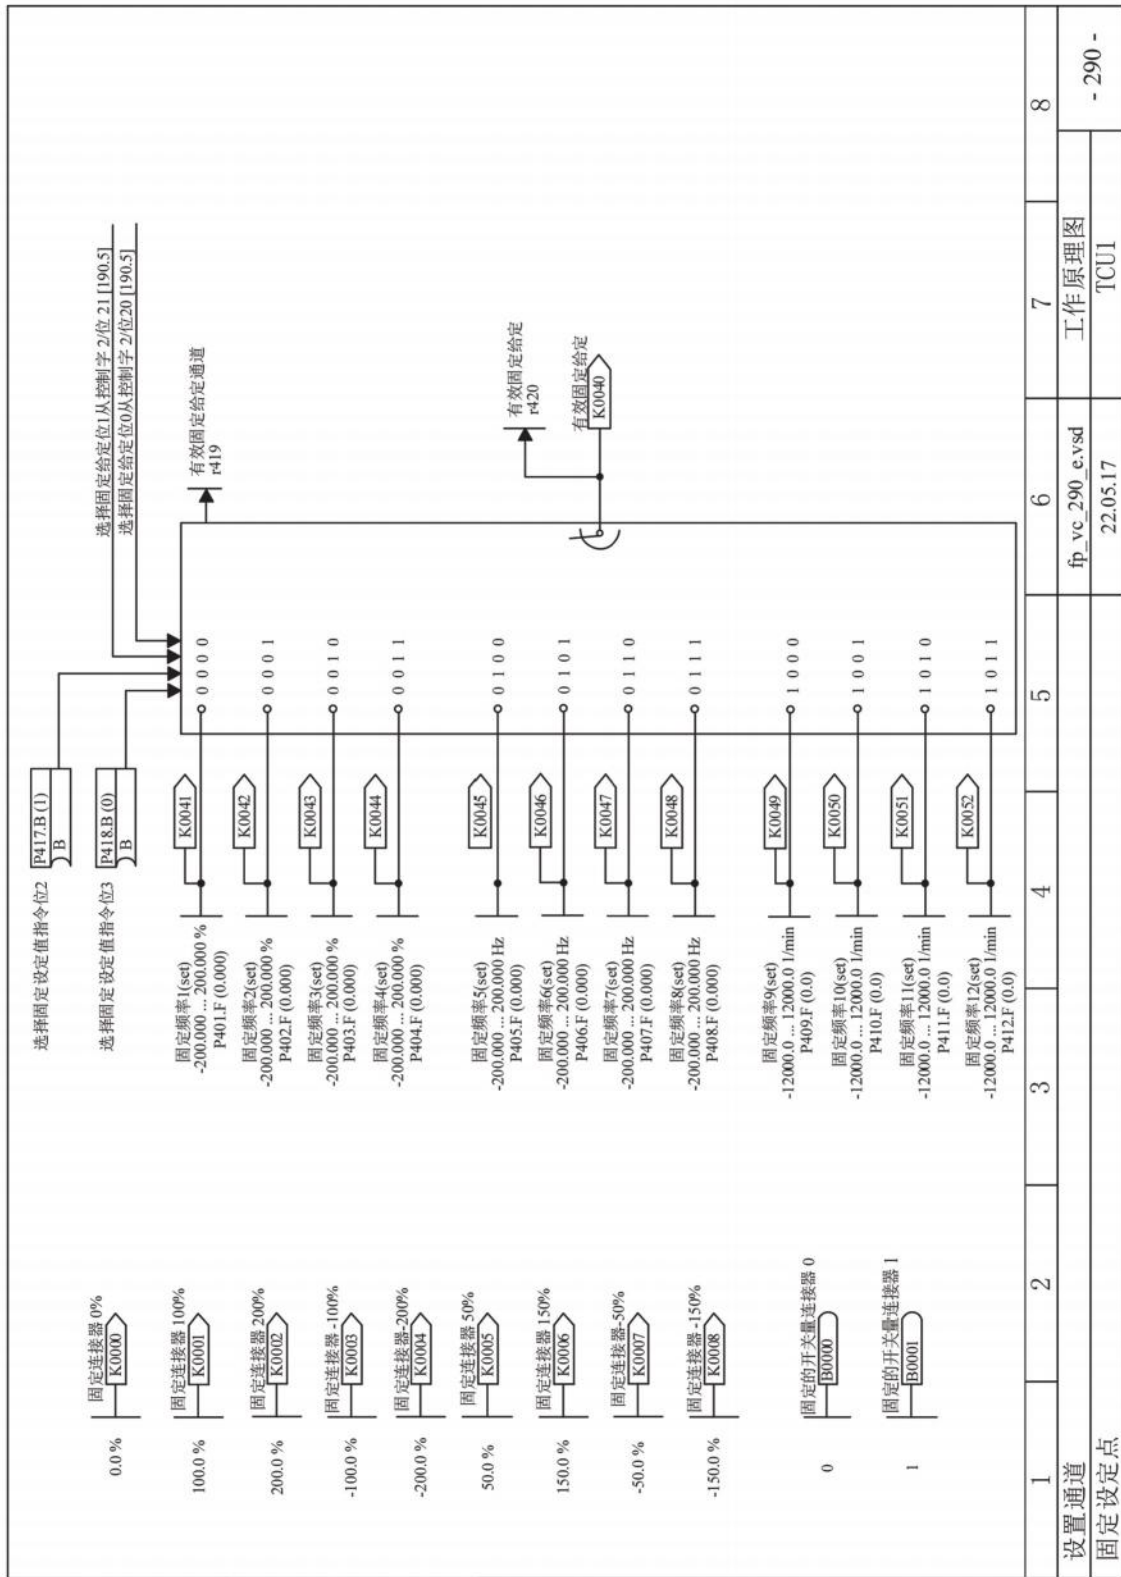 选择固定设定值指令位2
P417.B (1)
B
选择固定设定值指令位3
P418.B (0)
B
选择固定给定位1从控制字 2/位 21 [190.5]
选择固定给定位0从控制字 2/位20 [190.5]
固定连接器 0%
0.0 %
K0000
固定连接器 100%
100.0 %
K0001
固定连接器 200%
200.0 %
K0002
固定连接器 -100%
-100.0 %
K0003
固定连接器-200%
-200.0 %
K0004
固定连接器 50%
50.0 %
K0005
固定连接器 150%
150.0 %
K0006
固定连接器-50%
-50.0 %
K0007
固定连接器 -150%
-150.0 %
K0008
固定的开关量连接器 0
0
B0000
固定的开关量连接器 1
1
B0001
固定频率1(set)
-200.000 ... 200.000 %
P401.F (0.000)
K0041
0 0 0 0
固定频率2(set)
-200.000 ... 200.000 %
P402.F (0.000)
K0042
0 0 0 1
固定频率3(set)
-200.000 ... 200.000 %
P403.F (0.000)
K0043
0 0 1 0
固定频率4(set)
-200.000 ... 200.000 %
P404.F (0.000)
K0044
0 0 1 1
固定频率5(set)
-200.000 ... 200.000 Hz
P405.F (0.000)
K0045
0 1 0 0
固定频率6(set)
-200.000 ... 200.000 Hz
P406.F (0.000)
K0046
0 1 0 1
固定频率7(set)
-200.000 ... 200.000 Hz
P407.F (0.000)
K0047
0 1 1 0
固定频率8(set)
-200.000 ... 200.000 Hz
P408.F (0.000)
K0048
0 1 1 1
固定频率9(set)
-12000.0 ... 12000.0 1/min
P409.F (0.0)
K0049
1 0 0 0
固定频率10(set)
-12000.0 ... 12000.0 1/min
P410.F (0.0)
K0050
1 0 0 1
固定频率11(set)
-12000.0 ... 12000.0 1/min
P411.F (0.0)
K0051
1 0 1 0
固定频率12(set)
-12000.0 ... 12000.0 1/min
P412.F (0.0)
K0052
1 0 1 1
有效固定给定通道
r419
有效固定给定
r420
有效固定给定
K0040
1 2 3 4 5 6 7 8
设置通道 fp_vc_290_e.vsd 工作原理图 - 290 -
固定设定点 22.05.17 TCU1